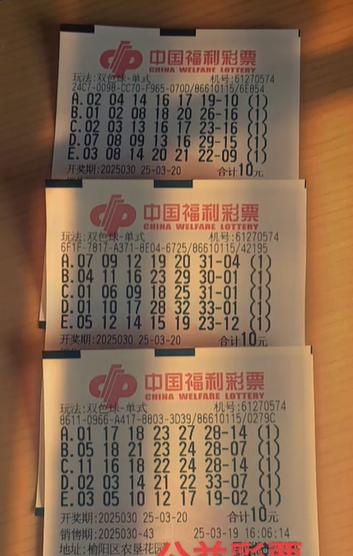 中国福利彩票
CHINA WELFARE LOTTERY
玩法:双色球-单式 机号:61270574
24C7-0098-CC70-F965-070D/86610115/6E854
A.02 04 14 16 17 19-10 (1)
B.01 02 08 18 20 26-16 (1)
C.02 03 13 16 17 23-16 (1)
D.07 08 09 13 16 29-15 (1)
E.03 08 14 20 21 22-09 (1)
开奖期:2025030 25-03-20 合计10元
中国福利彩票
CHINA WELFARE LOTTERY
玩法:双色球-单式 机号:61270574
6F1F-7817-A371-8E04-6725/86610115/42195
A.07 09 12 19 20 31-04 (1)
B.04 11 16 23 29 30-01 (1)
C.01 06 09 18 25 31-01 (1)
D.01 10 17 28 32 33-01 (1)
E.05 12 14 15 19 23-12 (1)
开奖期:2025030 25-03-20 合计10元
中国福利彩票
CHINA WELFARE LOTTERY
玩法:双色球-单式 机号:61270574
8611-0966-A417-8803-3D39/86610115/0279C
A.01 17 18 23 27 28-14 (1)
B.05 18 21 23 24 28-07 (1)
C.11 16 18 22 24 28-14 (1)
D.02 03 14 21 22 33-07 (1)
E.03 05 10 12 17 19-02 (1)
开奖期:2025030 25-03-20 合计10元
销售期:2025030-43 25-03-19 16:06:14
地址:榆阳区农垦花园
公益彩票